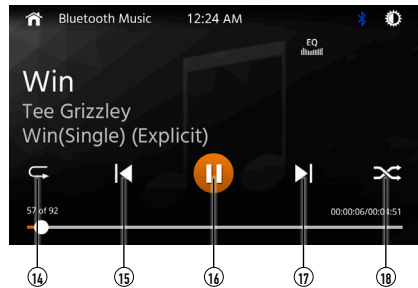 Bluetooth Music 12:24 AM
EQ
Win
Tee Grizzley
Win(Single) (Explicit)
57 of 92 00:00:06/00:04:51
14 15 16 17 18